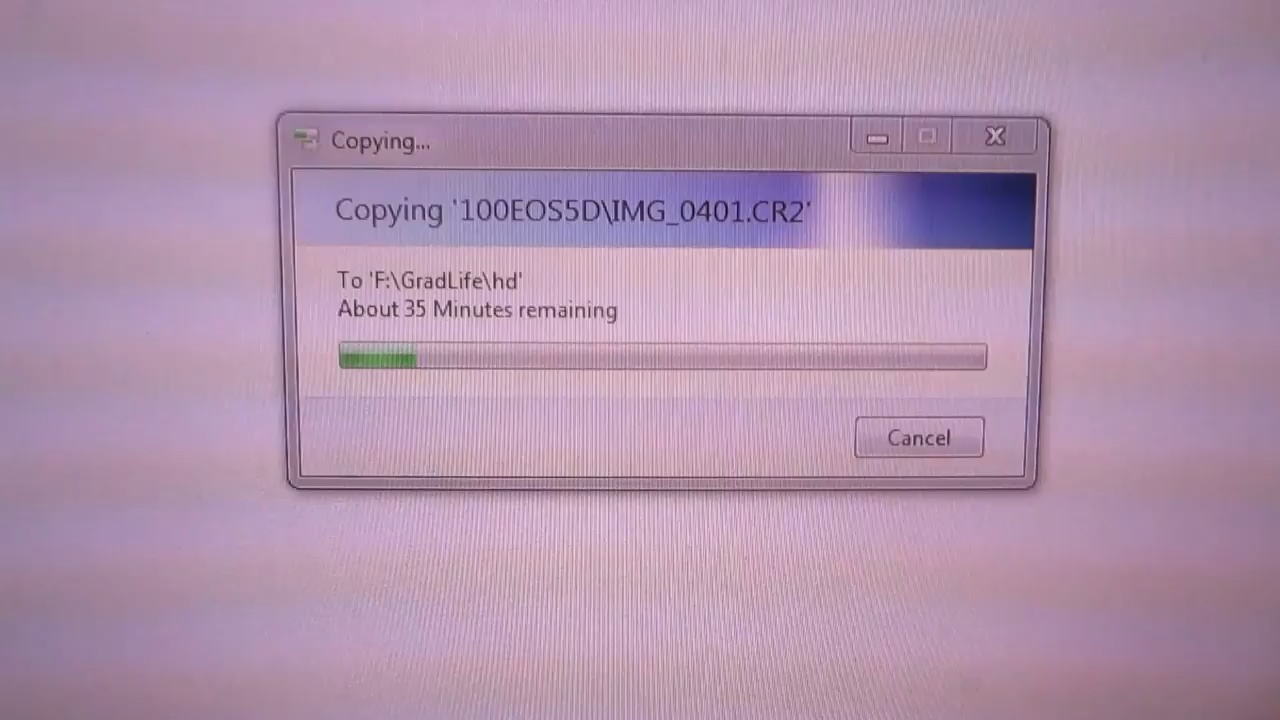 Copying...
Copying '100EOS5D\IMG_0401.CR2'
To 'F:\GradLife\hd'
About 35 Minutes remaining
Cancel